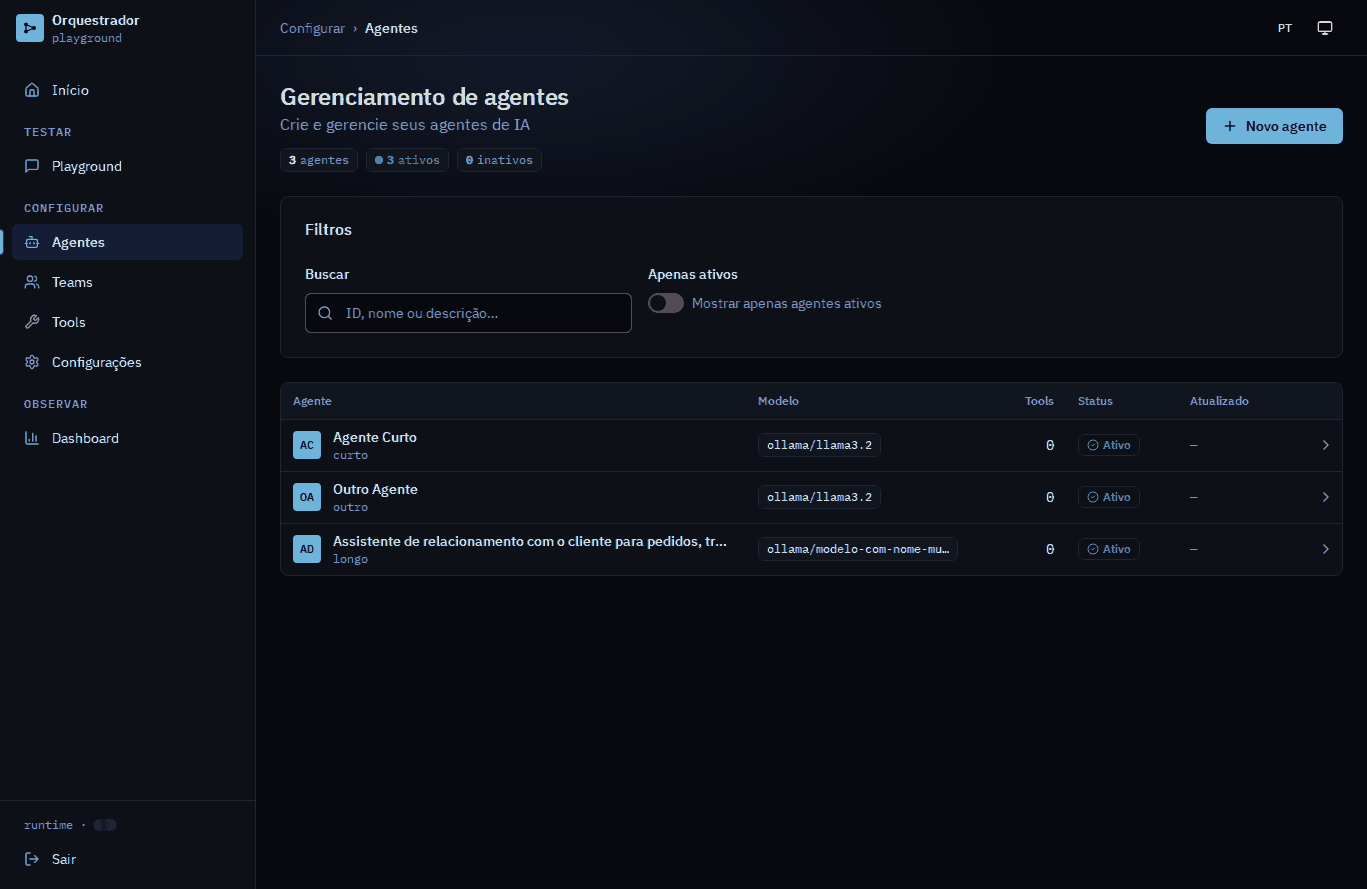 Orquestrador
playground
Início
TESTAR
Playground
CONFIGURAR
Agentes
Teams
Tools
Configurações
OBSERVAR
Dashboard
runtime ·
Sair
Configurar › Agentes
PT
Gerenciamento de agentes
Crie e gerencie seus agentes de IA
3 agentes
3 ativos
0 inativos
+ Novo agente
Filtros
Buscar
ID, nome ou descrição...
Apenas ativos
Mostrar apenas agentes ativos
Agente Modelo Tools Status Atualizado
AC Agente Curto ollama/llama3.2 0 Ativo —
curto
OA Outro Agente ollama/llama3.2 0 Ativo —
outro
AD Assistente de relacionamento com o cliente para pedidos, tr... ollama/modelo-com-nome-mu… 0 Ativo —
longo